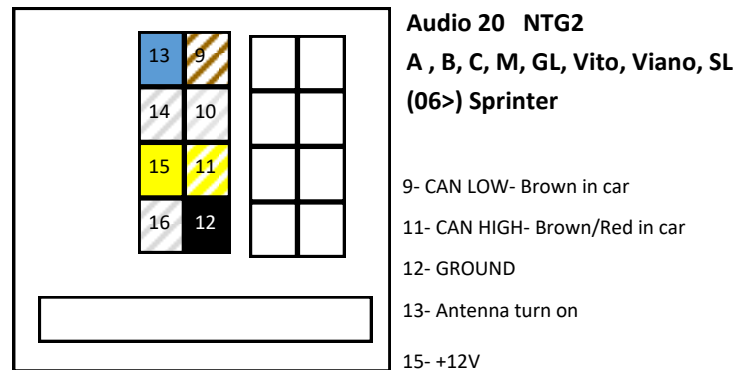 Audio 20 NTG2
A , B, C, M, GL, Vito, Viano, SL
(06>) Sprinter
13 9
14 10
15 11
16 12
9- CAN LOW- Brown in car
11- CAN HIGH- Brown/Red in car
12- GROUND
13- Antenna turn on
15- +12V